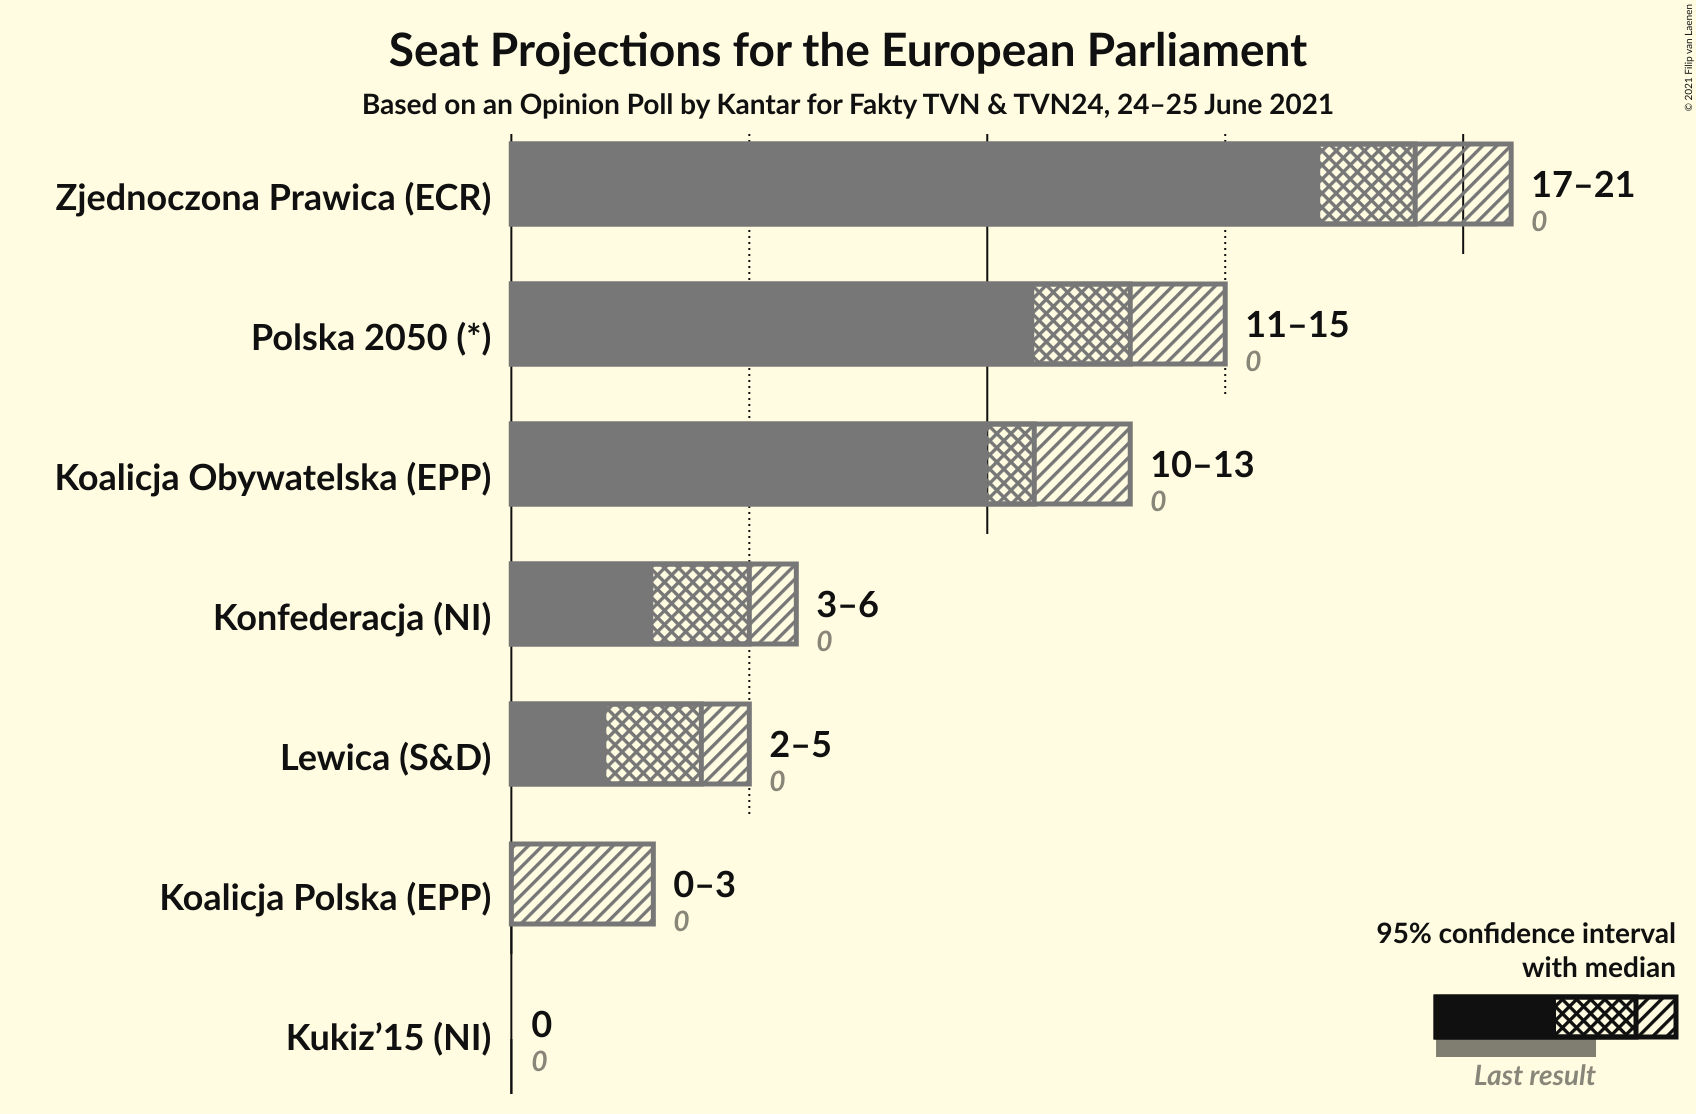 Seat Projections for the European Parliament
Based on an Opinion Poll by Kantar for Fakty TVN & TVN24, 24–25 June 2021
© 2021 Filip van Laenen
Zjednoczona Prawica (ECR)
17–21
0
Polska 2050 (*)
11–15
0
Koalicja Obywatelska (EPP)
10–13
0
Konfederacja (NI)
3–6
0
Lewica (S&D)
2–5
0
Koalicja Polska (EPP)
0–3
0
Kukiz’15 (NI)
0
0
95% confidence interval
with median
Last result